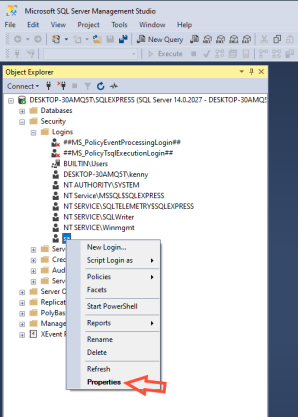 Microsoft SQL Server Management Studio
File Edit View Project Tools Window Help
New Query
Execute
Object Explorer
Connect
DESKTOP-30AMQ5T\SQLEXPRESS (SQL Server 14.0.2027 - DESKTOP-30AMQ5
Databases
Security
Logins
##MS_PolicyEventProcessingLogin##
##MS_PolicyTsqlExecutionLogin##
BUILTIN\Users
DESKTOP-30AMQ5T\kenny
NT AUTHORITY\SYSTEM
NT Service\MSSQL$SQLEXPRESS
NT SERVICE\SQLTELEMETRY$SQLEXPRESS
NT SERVICE\SQLWriter
NT SERVICE\Winmgmt
sa
Serv
Cred
Aud
Serv
Server O
Replicat
PolyBas
Manage
XEvent P
New Login...
Script Login as
Policies
Facets
Start PowerShell
Reports
Rename
Delete
Refresh
Properties